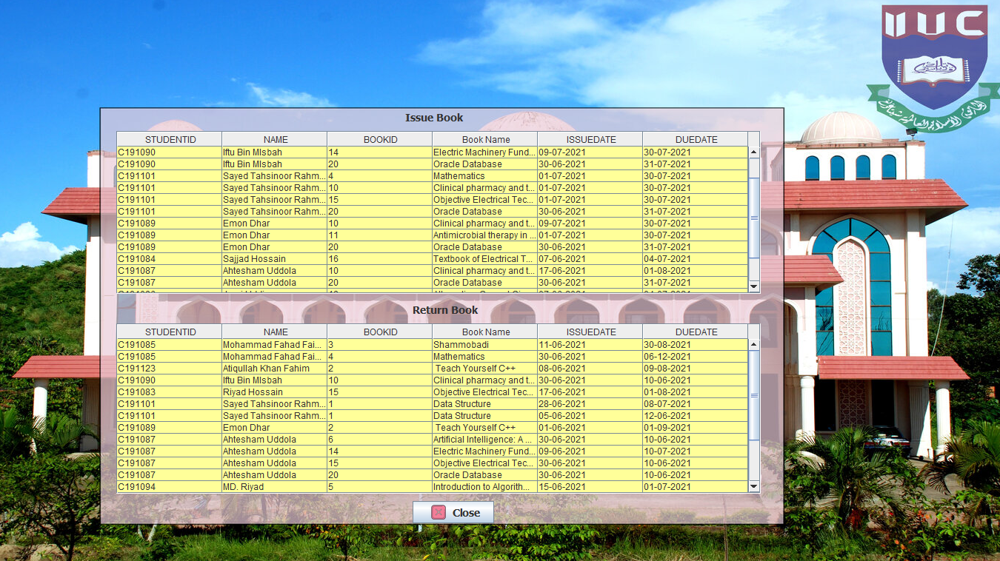 IIUC
Issue Book
STUDENTID NAME BOOKID Book Name ISSUEDATE DUEDATE
C191090 Iftu Bin MIsbah 14 Electric Machinery Fund... 09-07-2021 30-07-2021
C191090 Iftu Bin MIsbah 20 Oracle Database 30-06-2021 31-07-2021
C191101 Sayed Tahsinoor Rahm... 4 Mathematics 01-07-2021 30-07-2021
C191101 Sayed Tahsinoor Rahm... 10 Clinical pharmacy and t... 01-07-2021 30-07-2021
C191101 Sayed Tahsinoor Rahm... 15 Objective Electrical Tec... 01-07-2021 30-07-2021
C191101 Sayed Tahsinoor Rahm... 20 Oracle Database 30-06-2021 31-07-2021
C191089 Emon Dhar 10 Clinical pharmacy and t... 09-07-2021 30-07-2021
C191089 Emon Dhar 11 Antimicrobial therapy in ... 01-07-2021 30-07-2021
C191089 Emon Dhar 20 Oracle Database 30-06-2021 31-07-2021
C191084 Sajjad Hossain 16 Textbook of Electrical T... 07-06-2021 04-07-2021
C191087 Ahtesham Uddola 10 Clinical pharmacy and t... 17-06-2021 01-08-2021
C191087 Ahtesham Uddola 20 Oracle Database 30-06-2021 31-07-2021
Return Book
STUDENTID NAME BOOKID Book Name ISSUEDATE DUEDATE
C191085 Mohammad Fahad Fai... 3 Shammobadi 11-06-2021 30-08-2021
C191085 Mohammad Fahad Fai... 4 Mathematics 30-06-2021 06-12-2021
C191123 Atiqullah Khan Fahim 2 Teach Yourself C++ 08-06-2021 09-08-2021
C191090 Iftu Bin MIsbah 10 Clinical pharmacy and t... 30-06-2021 10-06-2021
C191083 Riyad Hossain 15 Objective Electrical Tec... 17-06-2021 01-08-2021
C191101 Sayed Tahsinoor Rahm... 1 Data Structure 28-06-2021 08-07-2021
C191101 Sayed Tahsinoor Rahm... 1 Data Structure 05-06-2021 12-06-2021
C191089 Emon Dhar 2 Teach Yourself C++ 01-06-2021 01-09-2021
C191087 Ahtesham Uddola 6 Artificial Intelligence: A ... 30-06-2021 10-06-2021
C191087 Ahtesham Uddola 14 Electric Machinery Fund... 09-06-2021 10-07-2021
C191087 Ahtesham Uddola 15 Objective Electrical Tec... 30-06-2021 10-06-2021
C191087 Ahtesham Uddola 20 Oracle Database 30-06-2021 10-06-2021
C191094 MD. Riyad 5 Introduction to Algorith... 15-06-2021 01-07-2021
Close